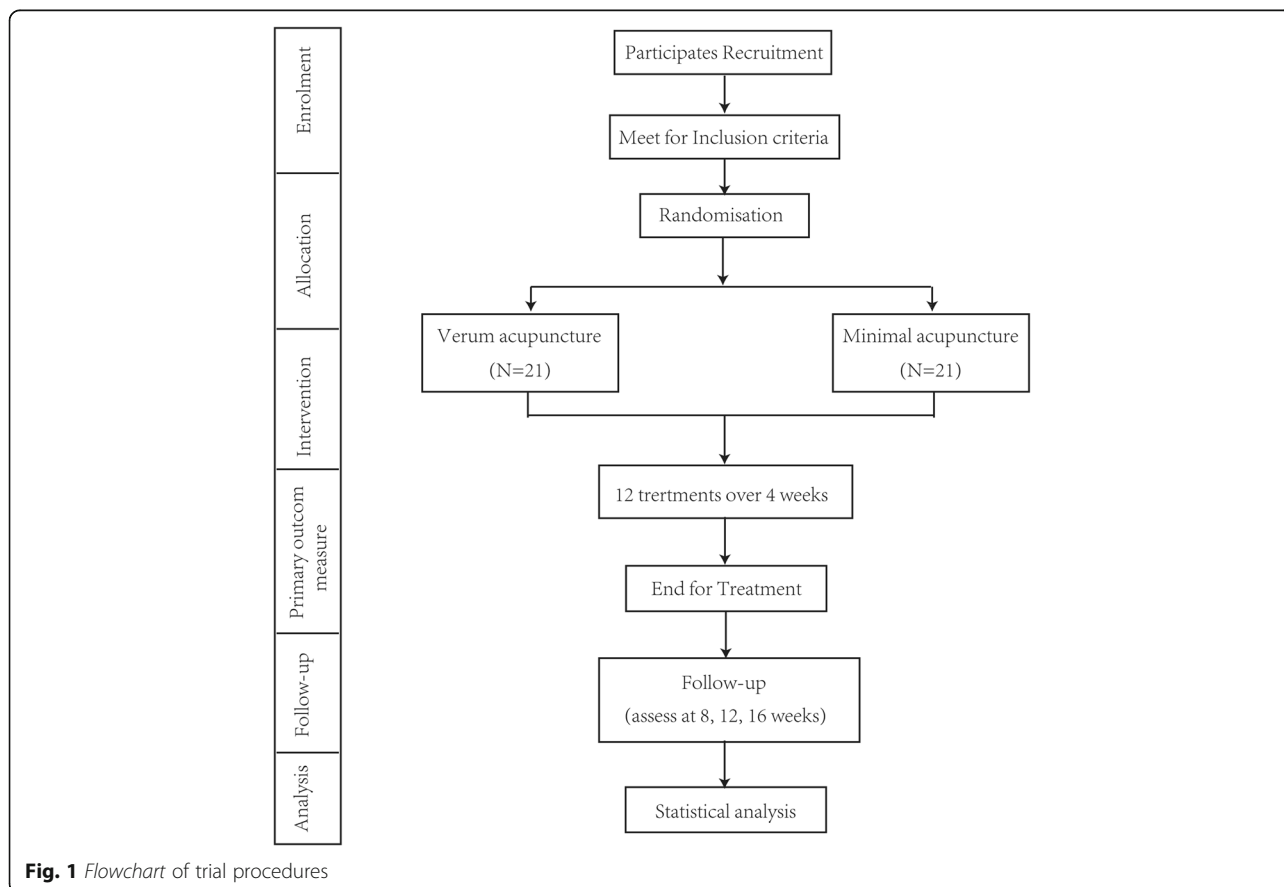 Enrolment
Allocation
Intervention
Primary outcom
measure
Follow-up
Analysis
Participates Recruitment
Meet for Inclusion criteria
Randomisation
Verum acupuncture
(N=21)
Minimal acupuncture
(N=21)
12 trertments over 4 weeks
End for Treatment
Follow-up
(assess at 8, 12, 16 weeks)
Statistical analysis
Fig. 1 Flowchart of trial procedures